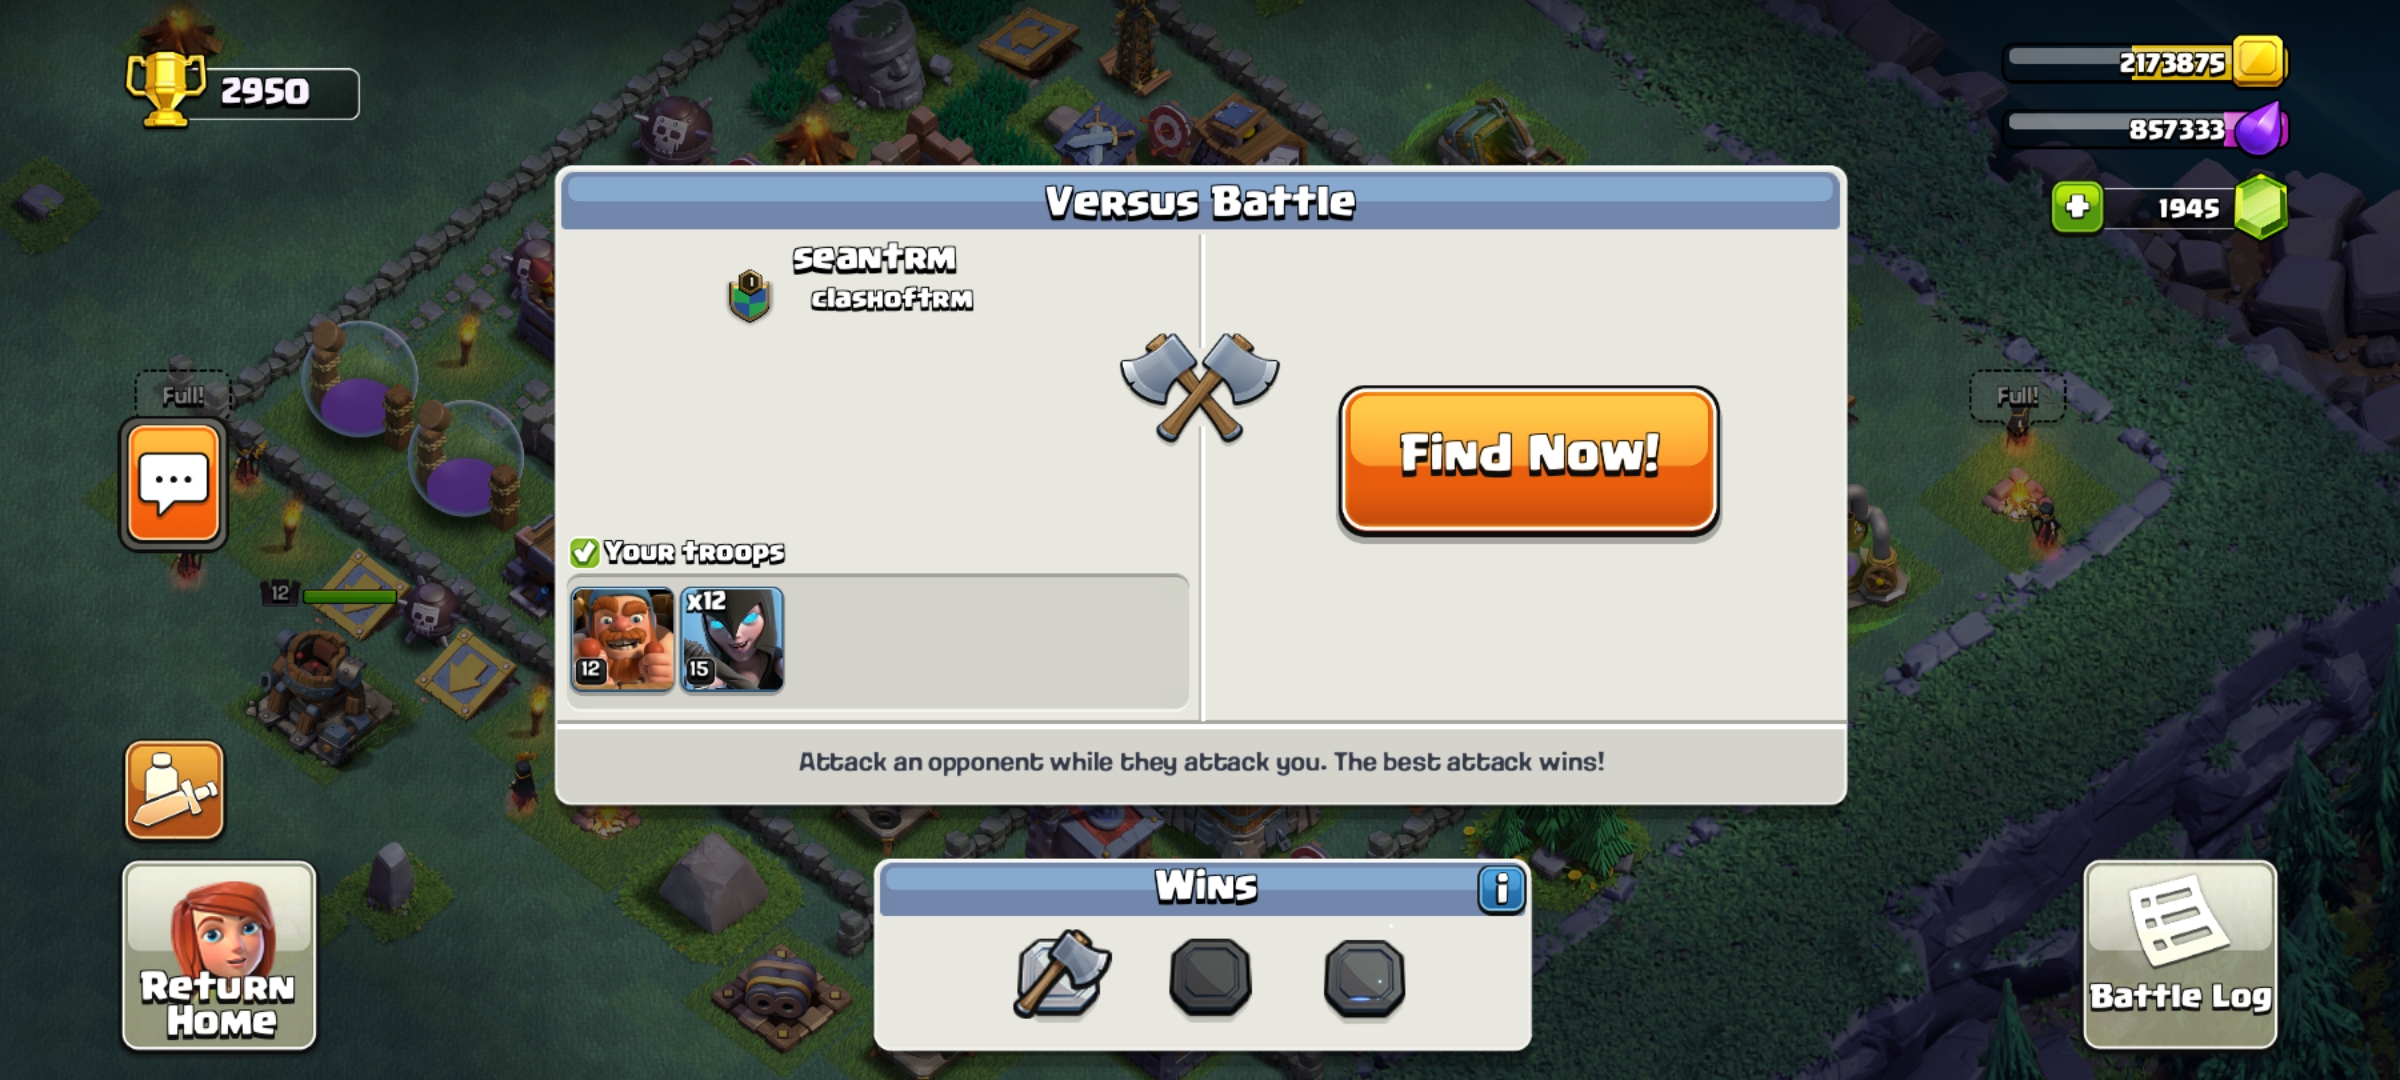 2950
2173875
857333
1945
Versus Battle
seantrm
clashoftrm
Full!
Full!
Find Now!
Your troops
12
x12
12
15
Attack an opponent while they attack you. The best attack wins!
Wins
i
Return
Home
Battle Log